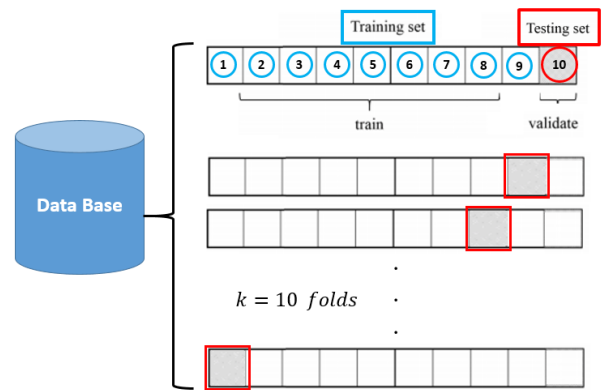 Training set
Testing set
1 2 3 4 5 6 7 8 9 10
train
validate
Data Base
k = 10 folds